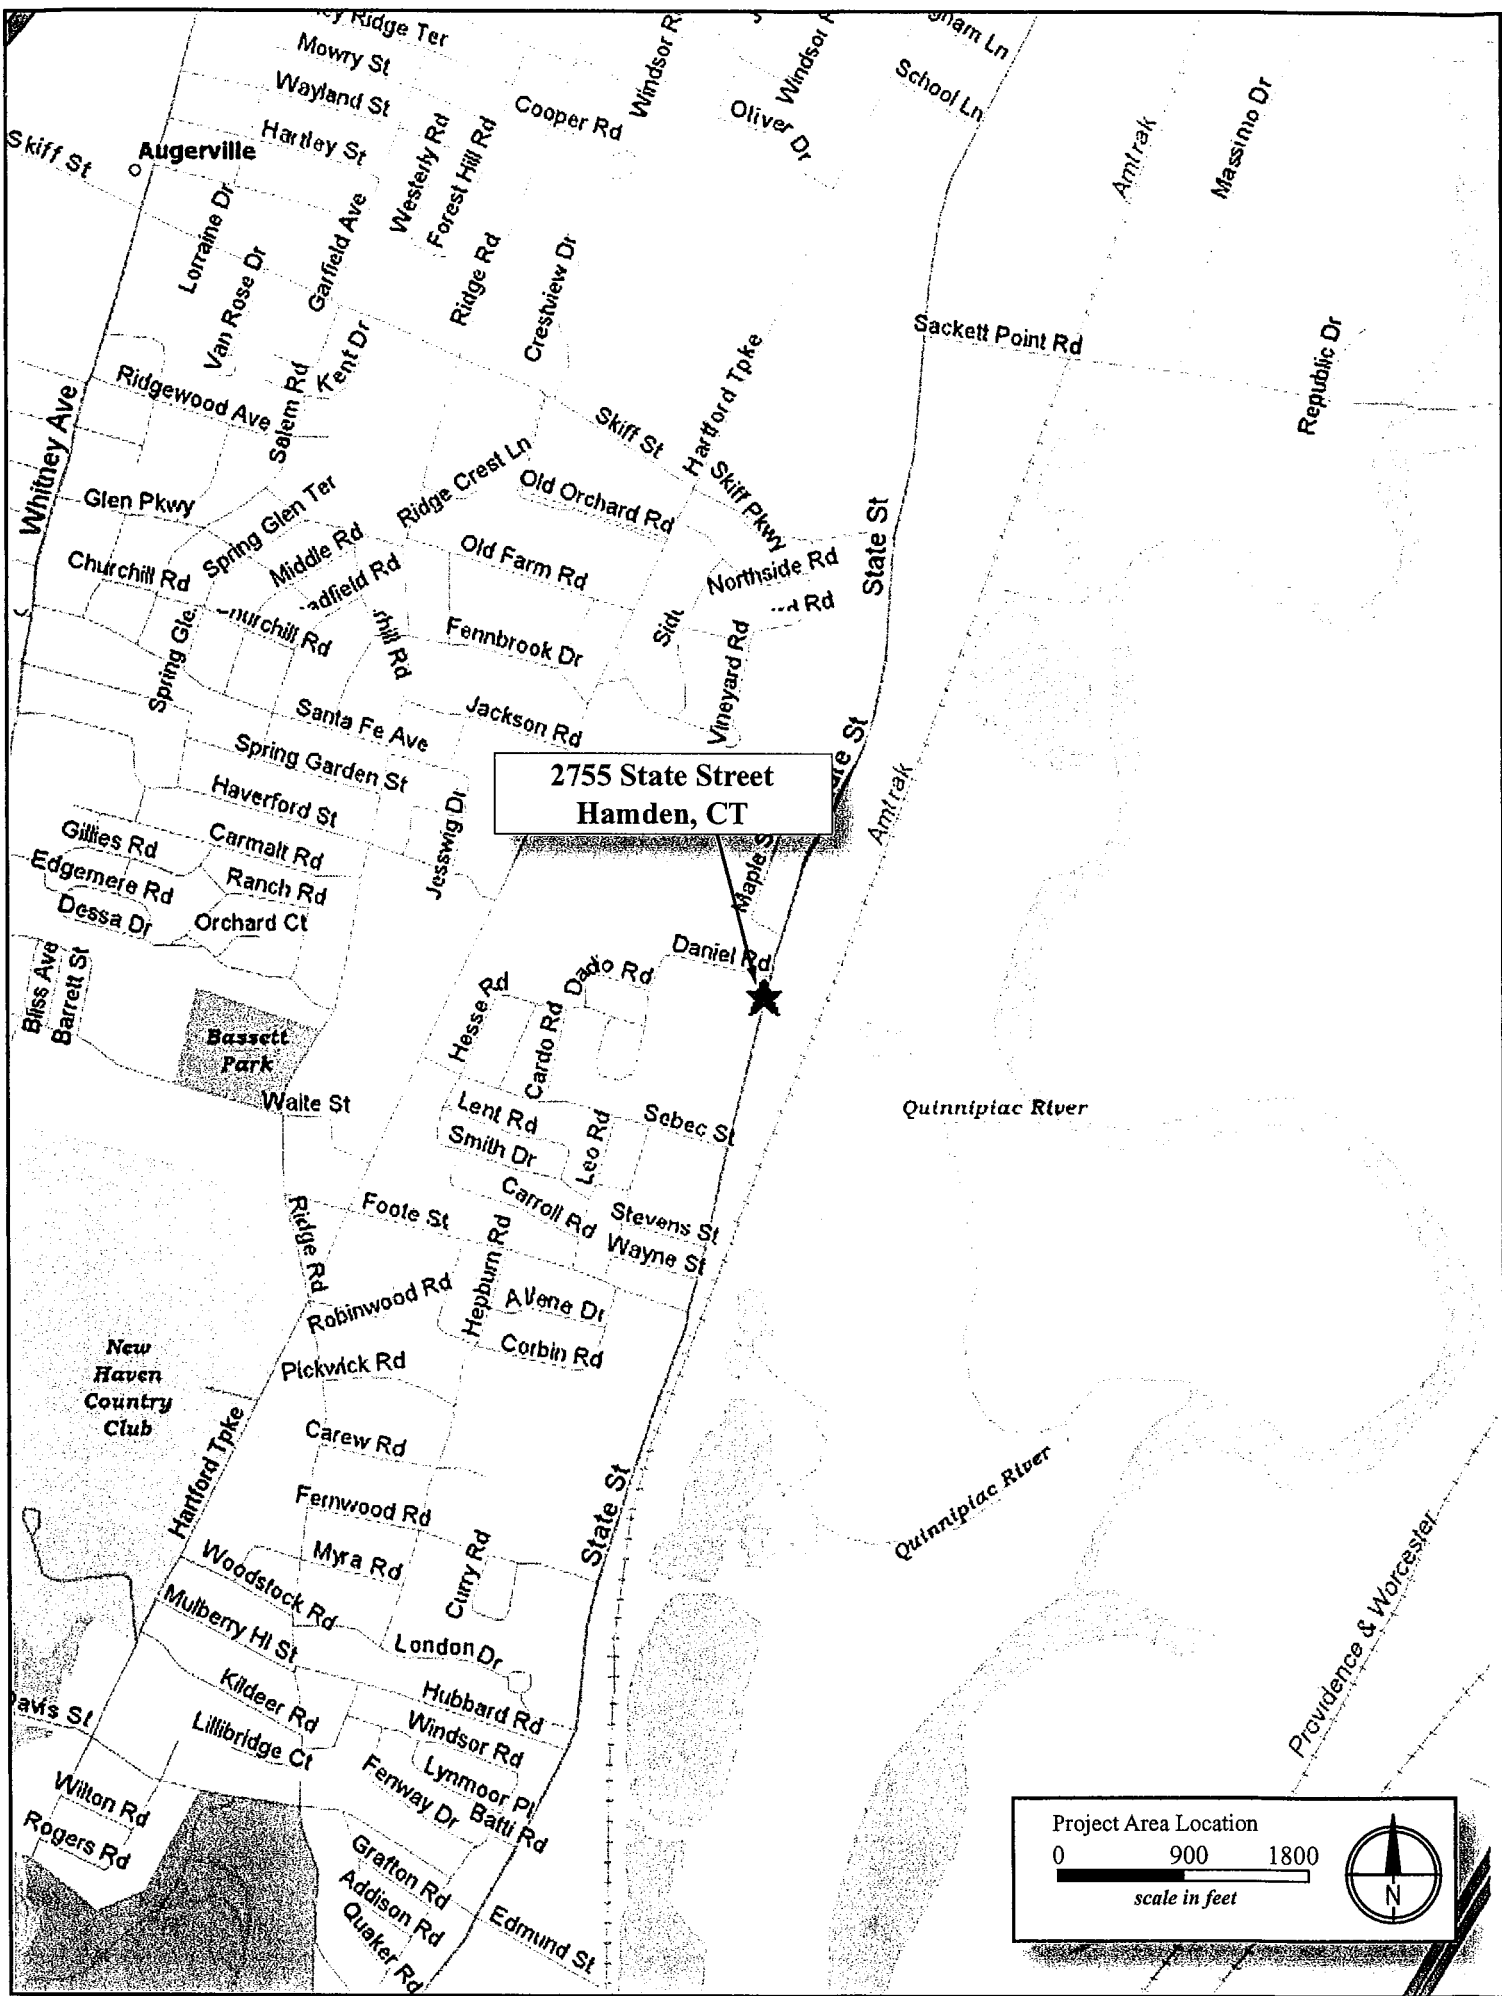 Ridge Ter
Mowry St
Wayland St
Hartley St
Skiff St
Augerville
Westerly Rd
Forest Hill Rd
Cooper Rd
Windsor
Windsor
Oliver Dr
School Ln
Ln
Amtrak
Massimo Dr
Lorraine Dr
Van Rose Dr
Garfield Ave
Ridge Rd
Crestview Dr
Kent Dr
Salem Rd
Ridgewood Ave
Whitney Ave
Sackett Point Rd
Republic Dr
Hartford Tpke
Skiff St
Skiff Pkwy
Ridge Crest Ln
Old Orchard Rd
Glen Pkwy
Spring Glen Ter
Middle Rd
Churchill Rd
Old Farm Rd
Northside Rd
Rd
State St
Rd
Fennbrook Dr
Vineyard Rd
Santa Fe Ave
Jackson Rd
Spring Garden St
Haverford St
2755 State Street
Hamden, CT
St
Amtrak
Gillies Rd
Carmalt Rd
Jesswig Dr
Edgemere Rd
Ranch Rd
Dessa Dr
Orchard Ct
Maple
Daniel Rd
Dado Rd
Bliss Ave
Barrett St
Hesse Rd
Cardo Rd
Bassett
Park
Waite St
Lent Rd
Smith Dr
Leo Rd
Sebec St
Quinnipiac River
Ridge Rd
Foote St
Carroll Rd
Stevens St
Wayne St
Hepburn Rd
Robinwood Rd
Allene Dr
Corbin Rd
New
Haven
Country
Club
Pickwick Rd
Hartford Tpke
Carew Rd
Fernwood Rd
State St
Quinnipiac River
Myra Rd
Curry Rd
Woodstock Rd
Mulberry Hl St
London Dr
Providence & Worcester
Kildeer Rd
Hubbard Rd
Davis St
Windsor Rd
Lillibridge Ct
Lynmoor Pl
Fenway Dr
Batti Rd
Wilton Rd
Rogers Rd
Grafton Rd
Addison Rd
Quaker Rd
Edmund St
Project Area Location
0 900 1800
scale in feet
N